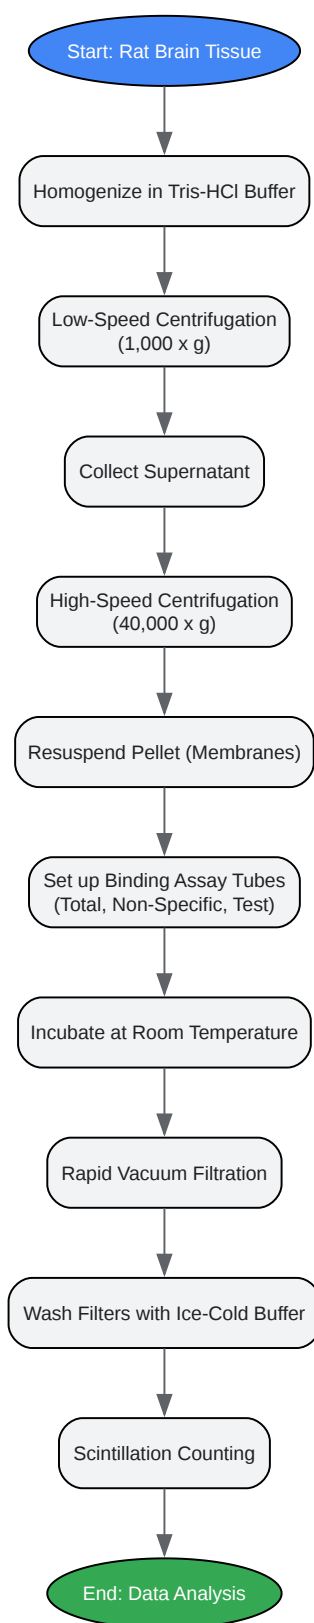 Start: Rat Brain Tissue
Homogenize in Tris-HCl Buffer
Low-Speed Centrifugation
(1,000 x g)
Collect Supernatant
High-Speed Centrifugation
(40,000 x g)
Resuspend Pellet (Membranes)
Set up Binding Assay Tubes
(Total, Non-Specific, Test)
Incubate at Room Temperature
Rapid Vacuum Filtration
Wash Filters with Ice-Cold Buffer
Scintillation Counting
End: Data Analysis